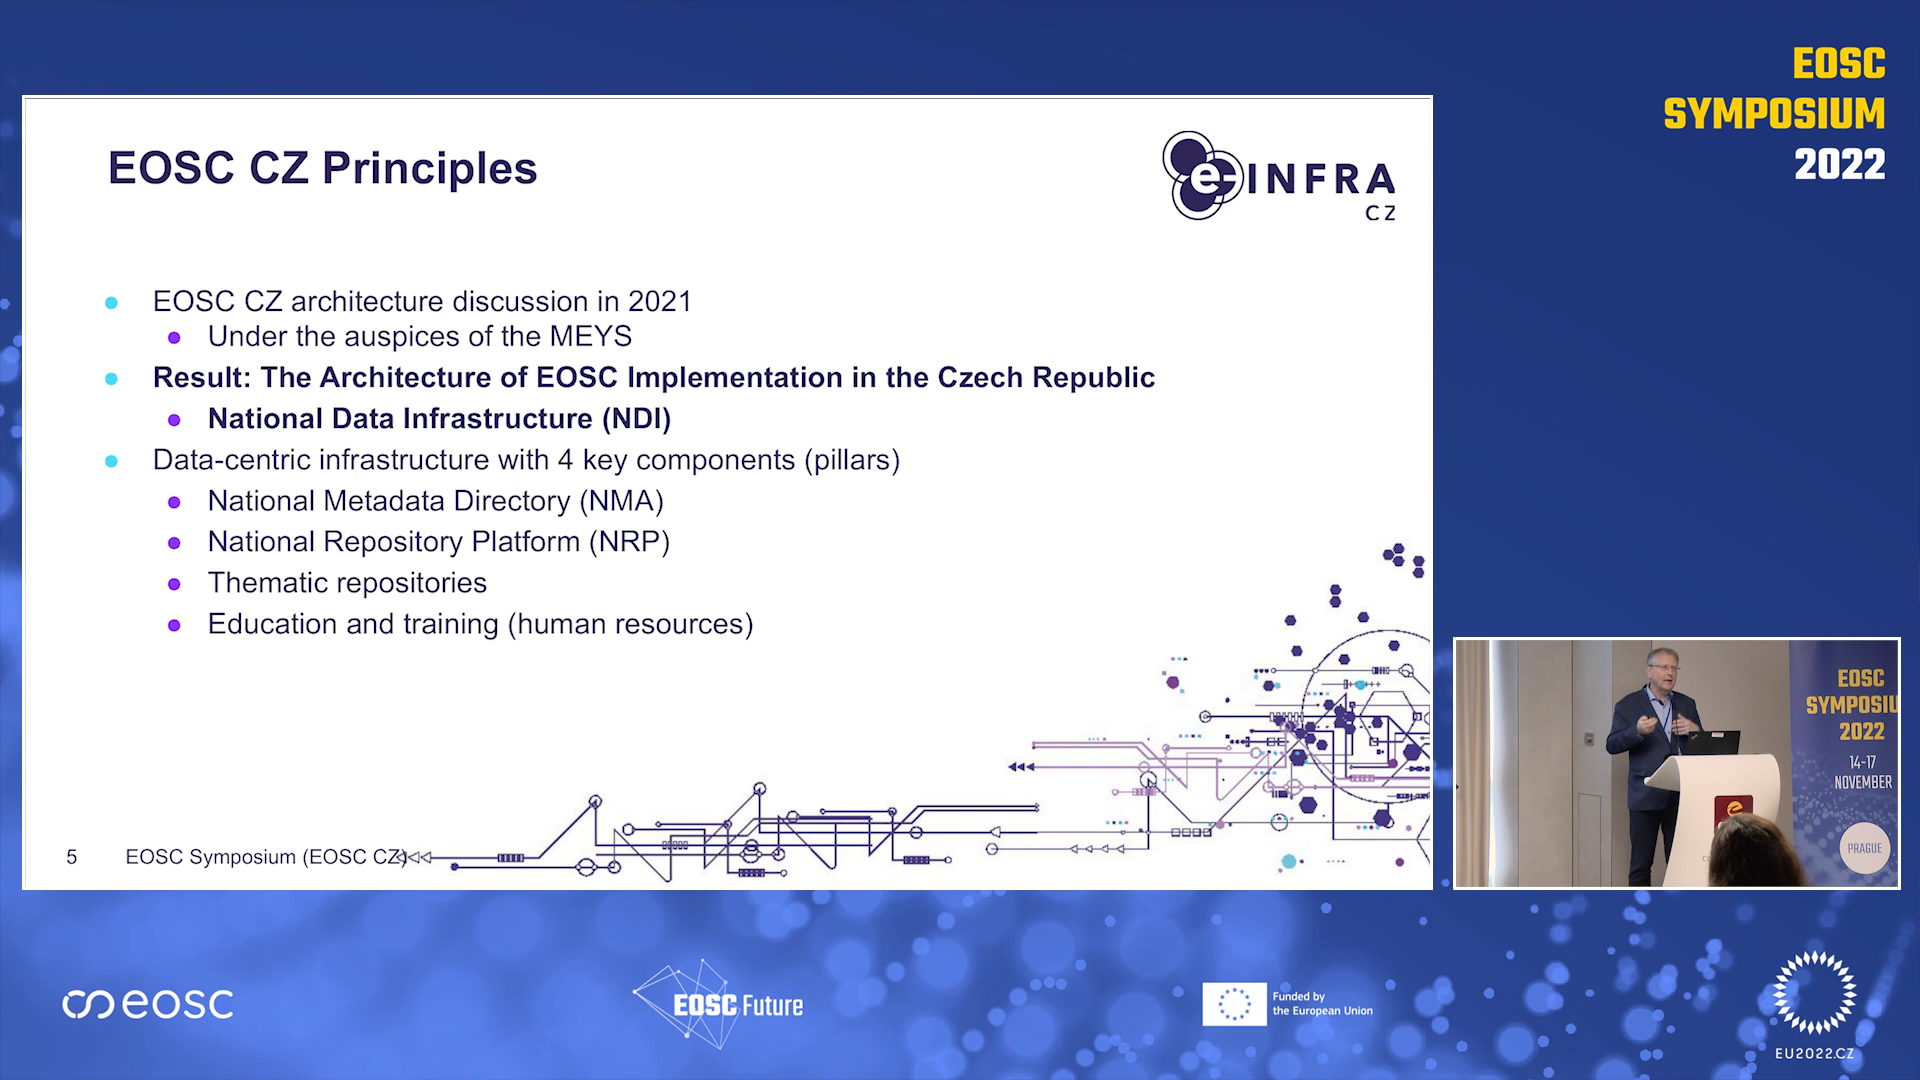 EOSC
SYMPOSIUM
2022
EOSC CZ Principles
e INFRA
CZ
EOSC CZ architecture discussion in 2021
Under the auspices of the MEYS
Result: The Architecture of EOSC Implementation in the Czech Republic
National Data Infrastructure (NDI)
Data-centric infrastructure with 4 key components (pillars)
National Metadata Directory (NMA)
National Repository Platform (NRP)
Thematic repositories
Education and training (human resources)
5 EOSC Symposium (EOSC CZ)
EOSC
SYMPOSIU
2022
14-17
NOVEMBER
PRAGUE
eosc
EOSC Future
Funded by
the European Union
EU2022.CZ